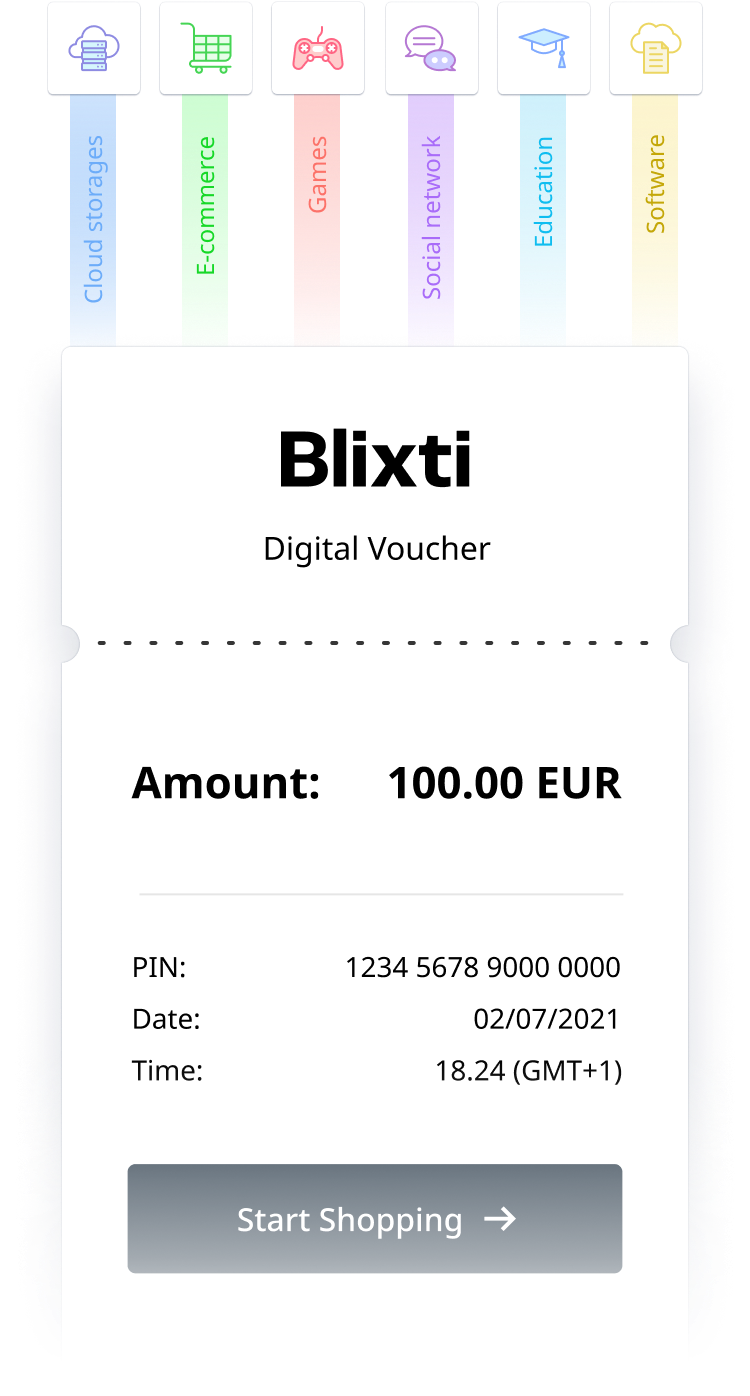 Cloud storages
E-commerce
Games
Social network
Education
Software
Blixti
Digital Voucher
Amount: 100.00 EUR
PIN: 1234 5678 9000 0000
Date: 02/07/2021
Time: 18.24 (GMT+1)
Start Shopping →